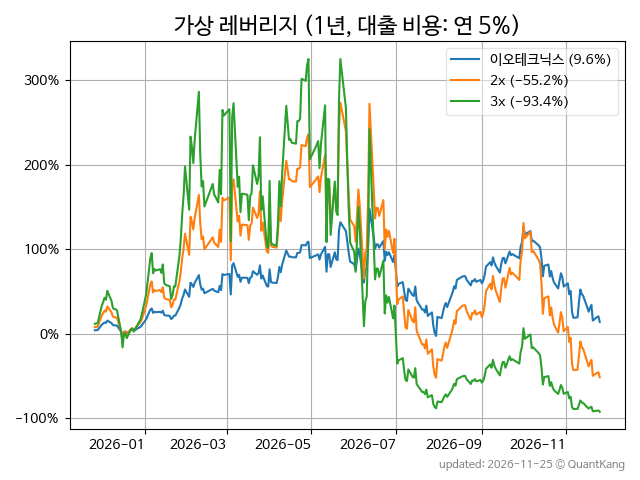 가상 레버리지 (1년, 대출 비용: 연 5%)
이오테크닉스 (9.6%)
2x (−55.2%)
3x (−93.4%)
300%
200%
100%
0%
−100%
2026-01
2026-03
2026-05
2026-07
2026-09
2026-11
updated: 2026-11-25 © QuantKang